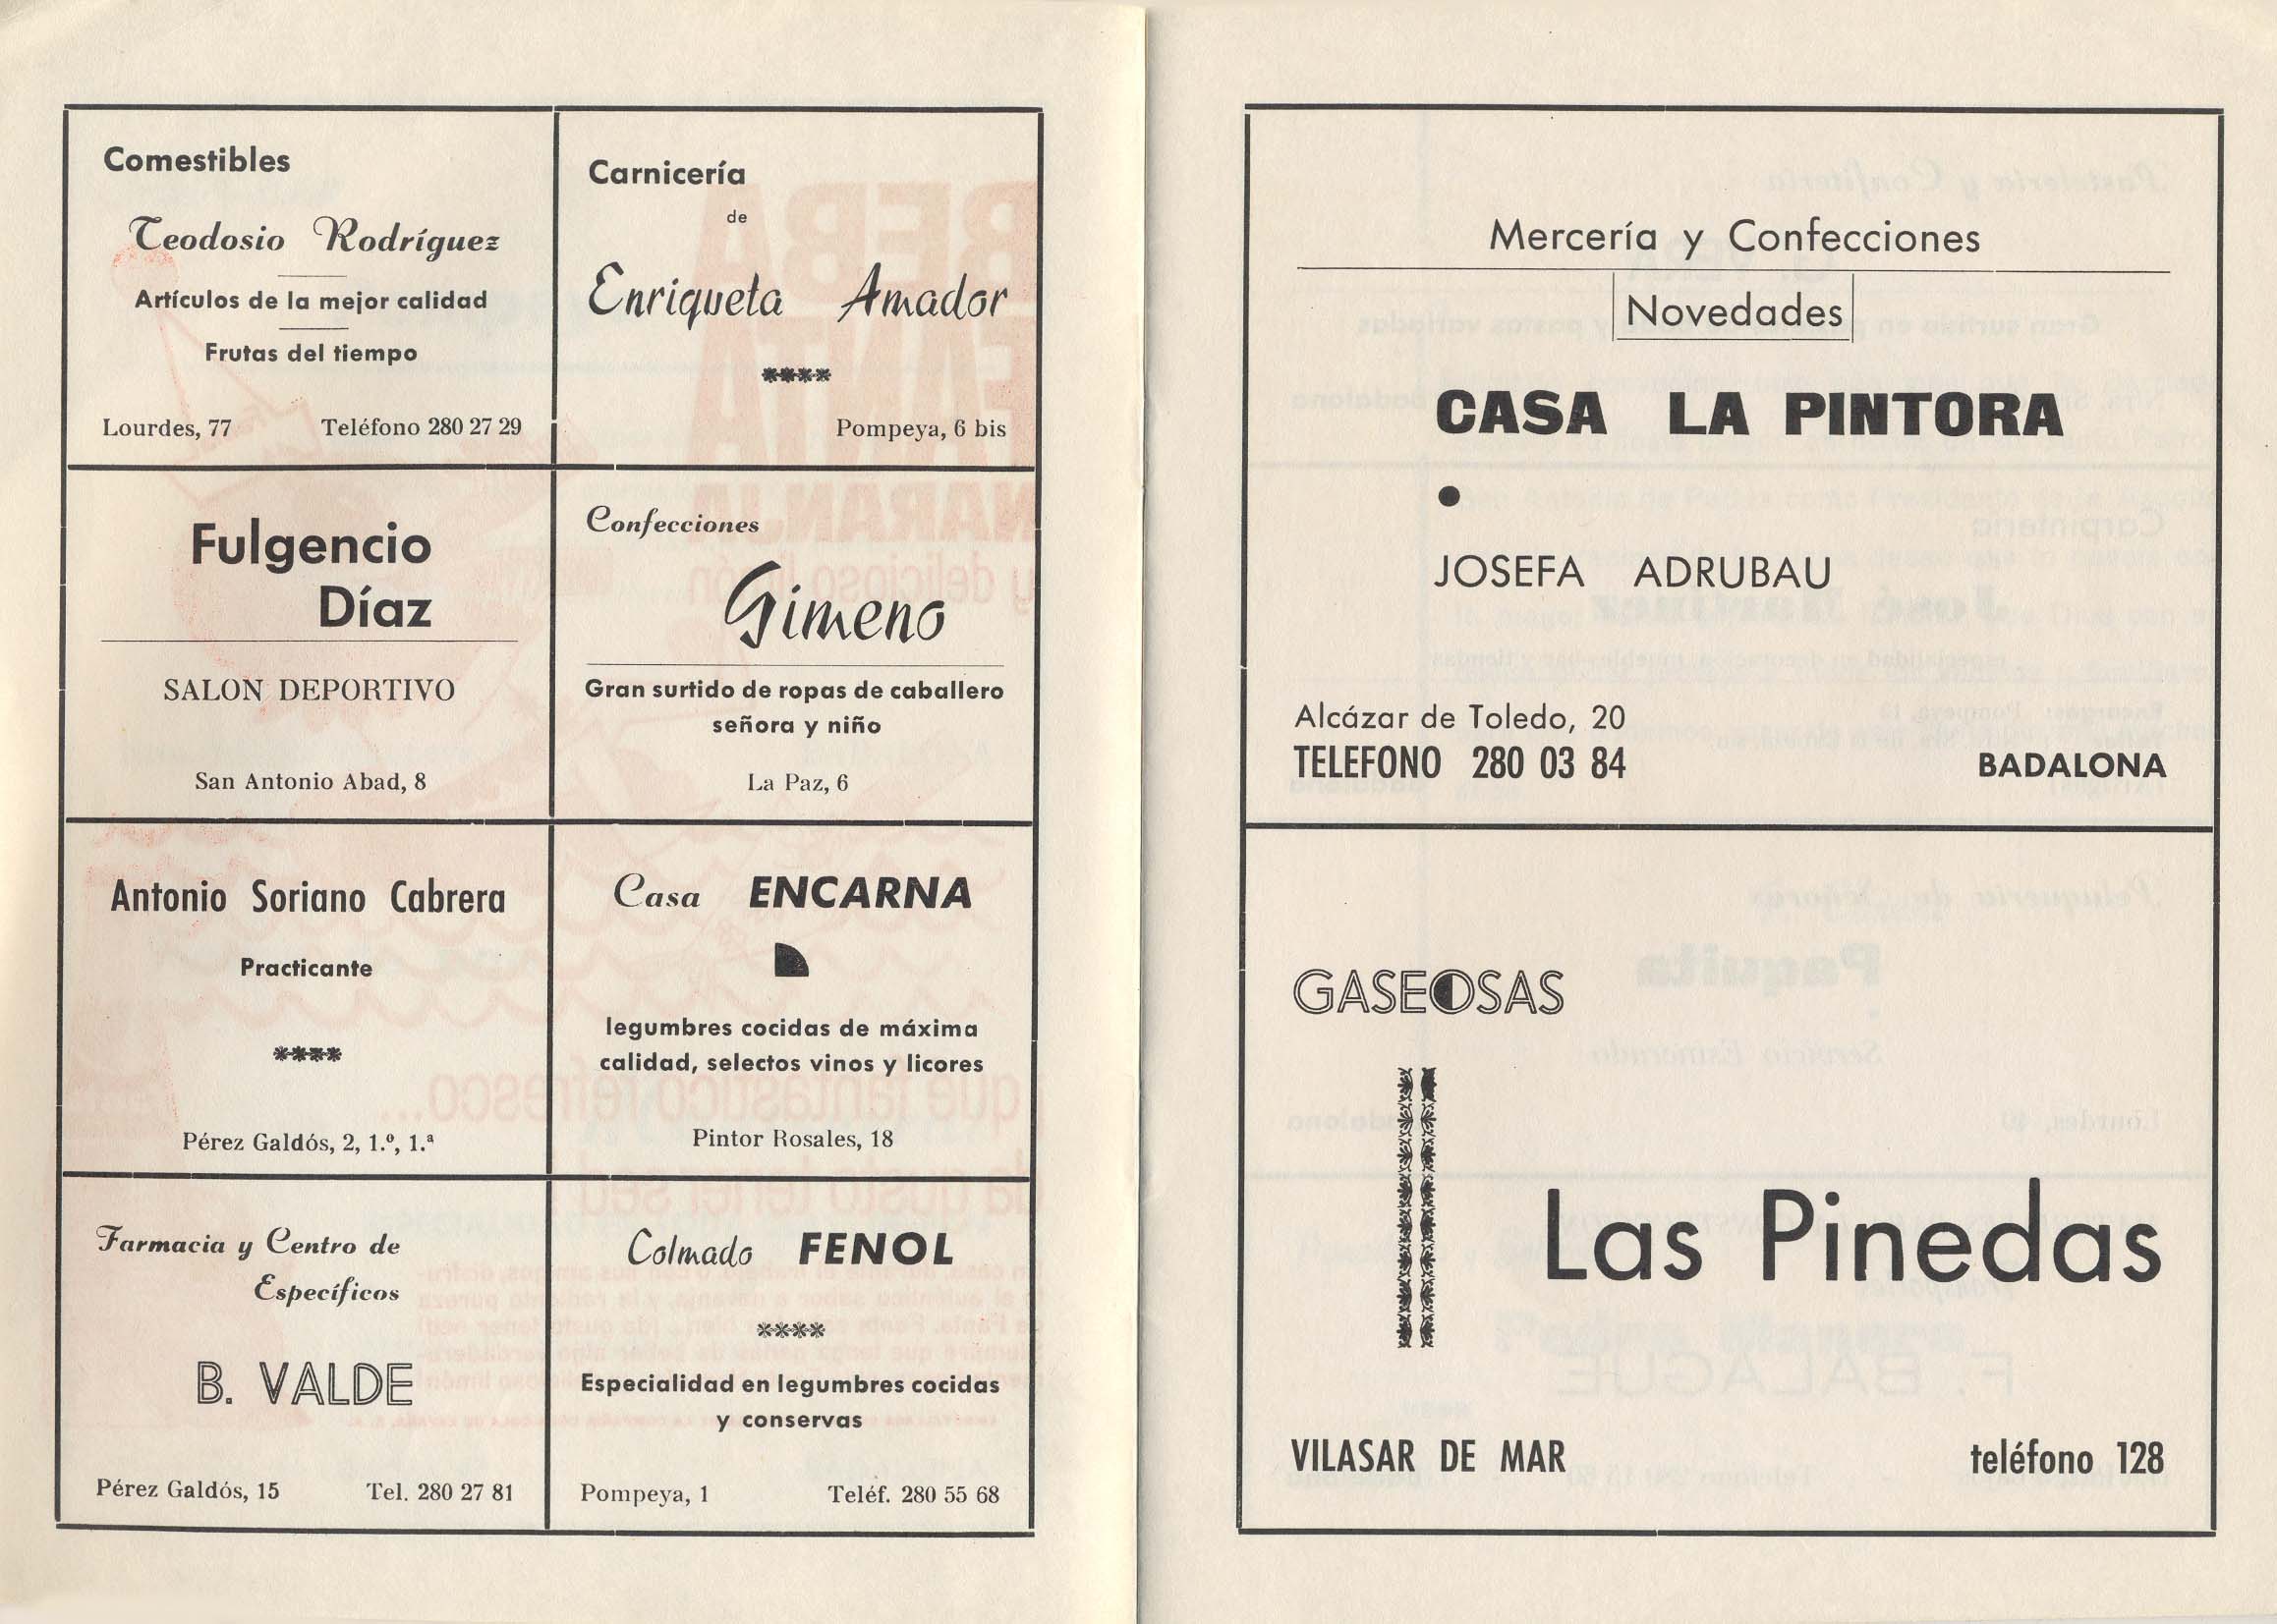 Comestibles
Teodosio Rodríguez
Artículos de la mejor calidad
Frutas del tiempo
Lourdes, 77 Teléfono 280 27 29
Carnicería
de
Enriqueta Amador
****
Pompeya, 6 bis
Fulgencio
Díaz
SALON DEPORTIVO
San Antonio Abad, 8
Confecciones
Gimeno
Gran surtido de ropas de caballero
señora y niño
La Paz, 6
Antonio Soriano Cabrera
Practicante
****
Pérez Galdós, 2, 1.º, 1.ª
Casa ENCARNA
legumbres cocidas de máxima
calidad, selectos vinos y licores
Pintor Rosales, 18
Farmacia y Centro de
Específicos
B. VALDE
Pérez Galdós, 15 Tel. 280 27 81
Colmado FENOL
****
Especialidad en legumbres cocidas
y conservas
Pompeya, 1 Teléf. 280 55 68
Mercería y Confecciones
Novedades
CASA LA PINTORA
JOSEFA ADRUBAU
Alcázar de Toledo, 20
TELEFONO 280 03 84
BADALONA
GASEOSAS
Las Pinedas
VILASAR DE MAR teléfono 128